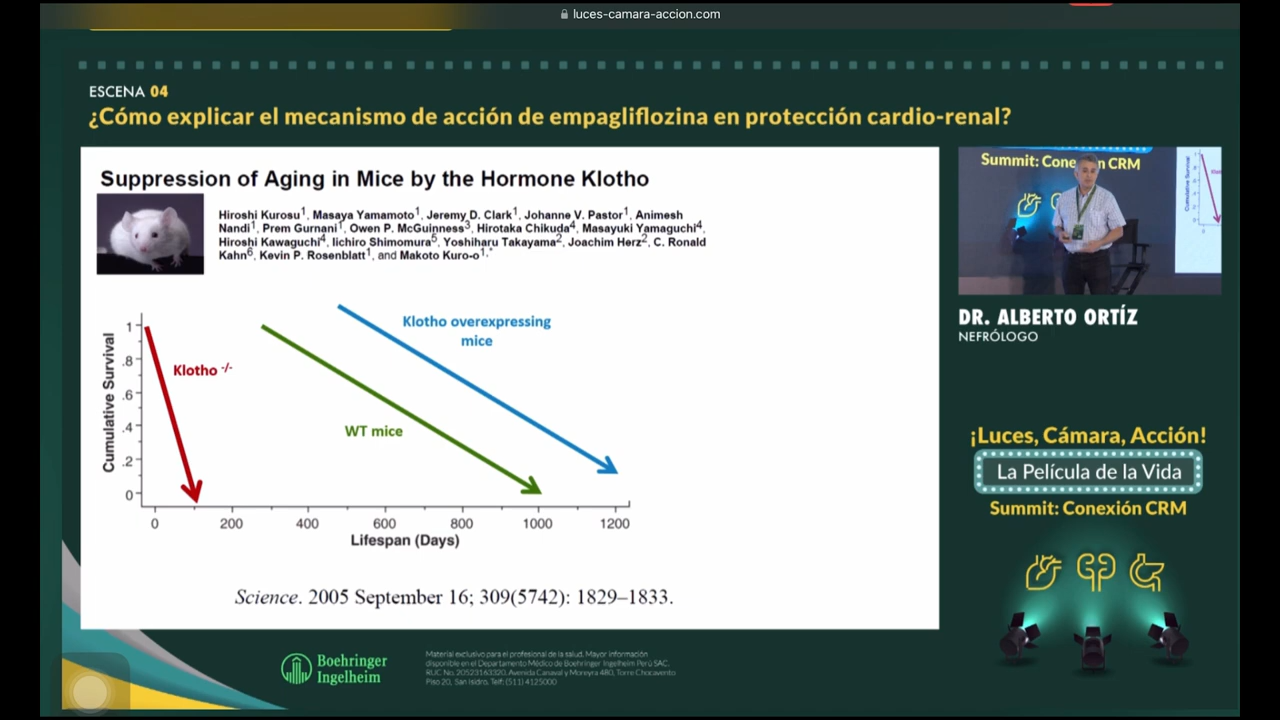 luces-camara-accion.com
ESCENA 04
¿Cómo explicar el mecanismo de acción de empagliflozina en protección cardio-renal?
Suppression of Aging in Mice by the Hormone Klotho
Hiroshi Kurosu1, Masaya Yamamoto1, Jeremy D. Clark1, Johanne V. Pastor1, Animesh
Nandi1, Prem Gurnani1, Owen P. McGuinness3, Hirotaka Chikuda4, Masayuki Yamaguchi4,
Hiroshi Kawaguchi4, Iichiro Shimomura5, Yoshiharu Takayama2, Joachim Herz2, C. Ronald
Kahn6, Kevin P. Rosenblatt1, and Makoto Kuro-o1,*
Klotho overexpressing
mice
Klotho -/-
WT mice
Cumulative Survival
1
.8
.6
.4
.2
0
0 200 400 600 800 1000 1200
Lifespan (Days)
Science. 2005 September 16; 309(5742): 1829–1833.
Summit: Conexión CRM
Cumulative Survival
DR. ALBERTO ORTÍZ
NEFRÓLOGO
¡Luces, Cámara, Acción!
La Película de la Vida
Summit: Conexión CRM
Boehringer
Ingelheim
Material exclusivo para el profesional de la salud. Mayor información
disponible en el Departamento Médico de Boehringer Ingelheim Perú SAC.
RUC No. 20523163320, Avenida Canaval y Moreyra 480, Torre Chocavento
Piso 20, San Isidro. Telf: (511) 4125000